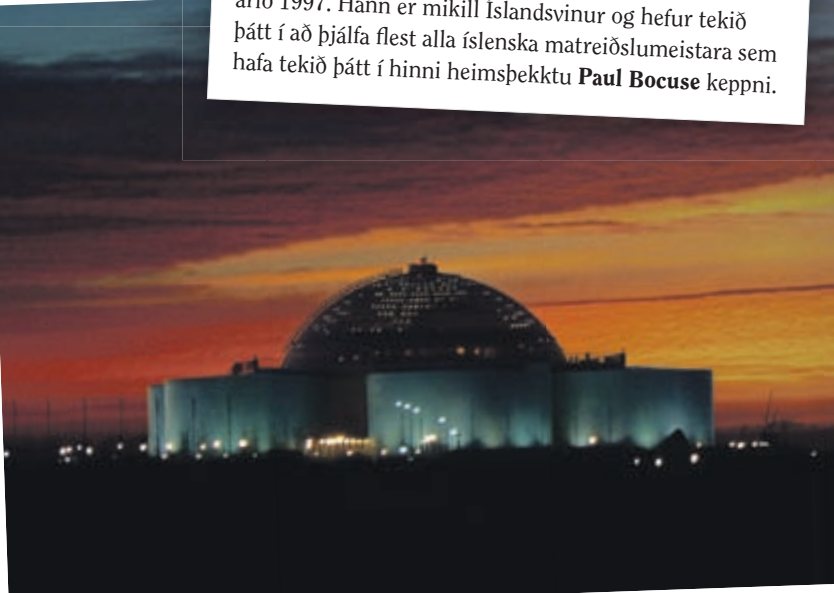 árið 1997. Hann er mikill Íslandsvinur og hefur tekið
þátt í að þjálfa flest alla íslenska matreiðslumeistara sem
hafa tekið þátt í hinni heimsþekktu Paul Bocuse keppni.